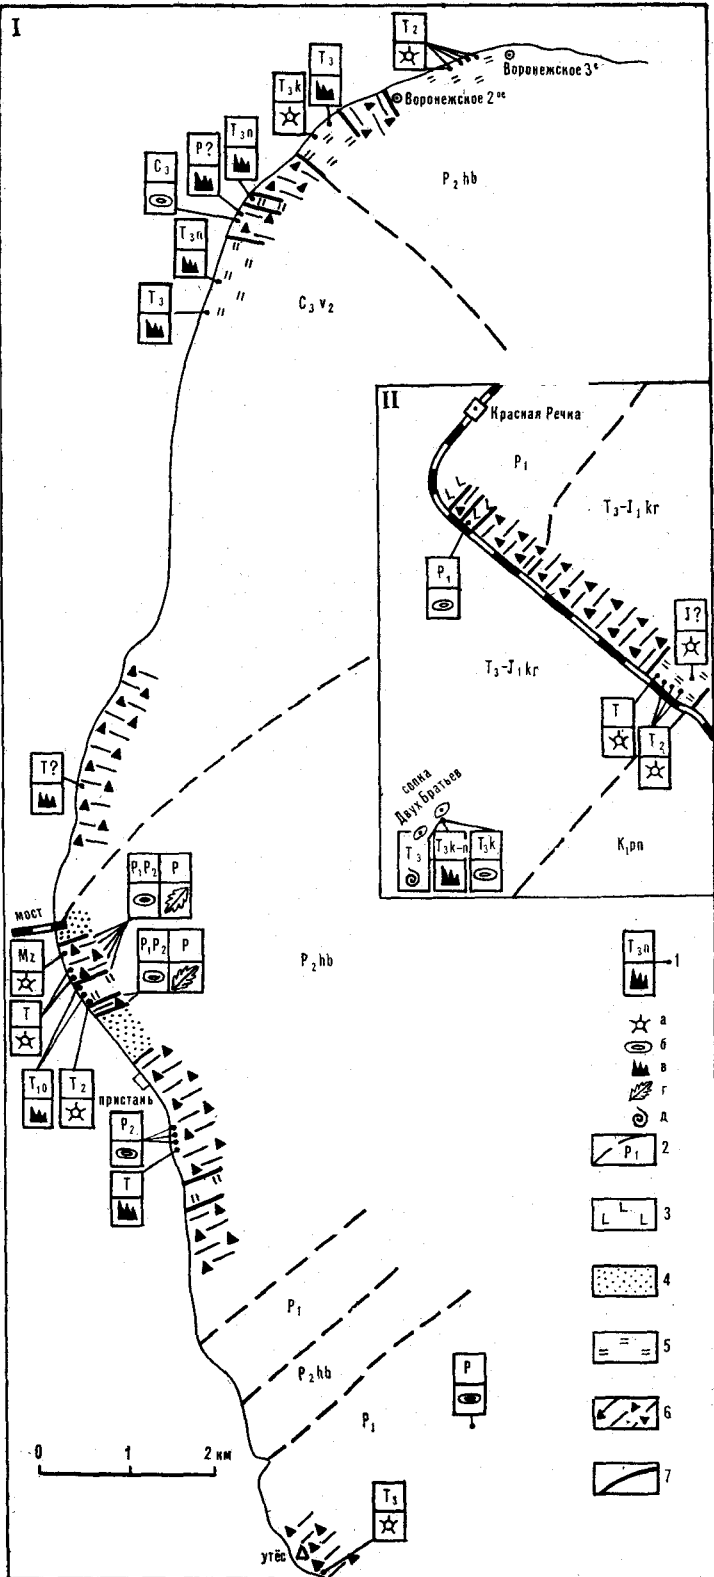 I
T₂
Воронежское 3ᵉ
T₃
T₃k
Воронежское 2ᵒᵉ
T₃n
P?
C₃
P₂hb
T₃n
T₃
C₃v₂
II
Красная Речка
P₁
T₃-J₁kr
P₁
J?
T₃-J₁kr
T
T₂
сопка
Двух Братьев
T₃
T₃k-n
T₃k
K₁pn
T?
P₁P₂
P
мост
Mz
P₁P₂
P
P₂hb
T₃n
1
а
б
в
г
д
T
T₁₀
T₂
пристань
P₂
T
P₁
2
3
4
5
6
7
P₁
P₂hb
P₁
P
0
1
2 км
T₃
утёс